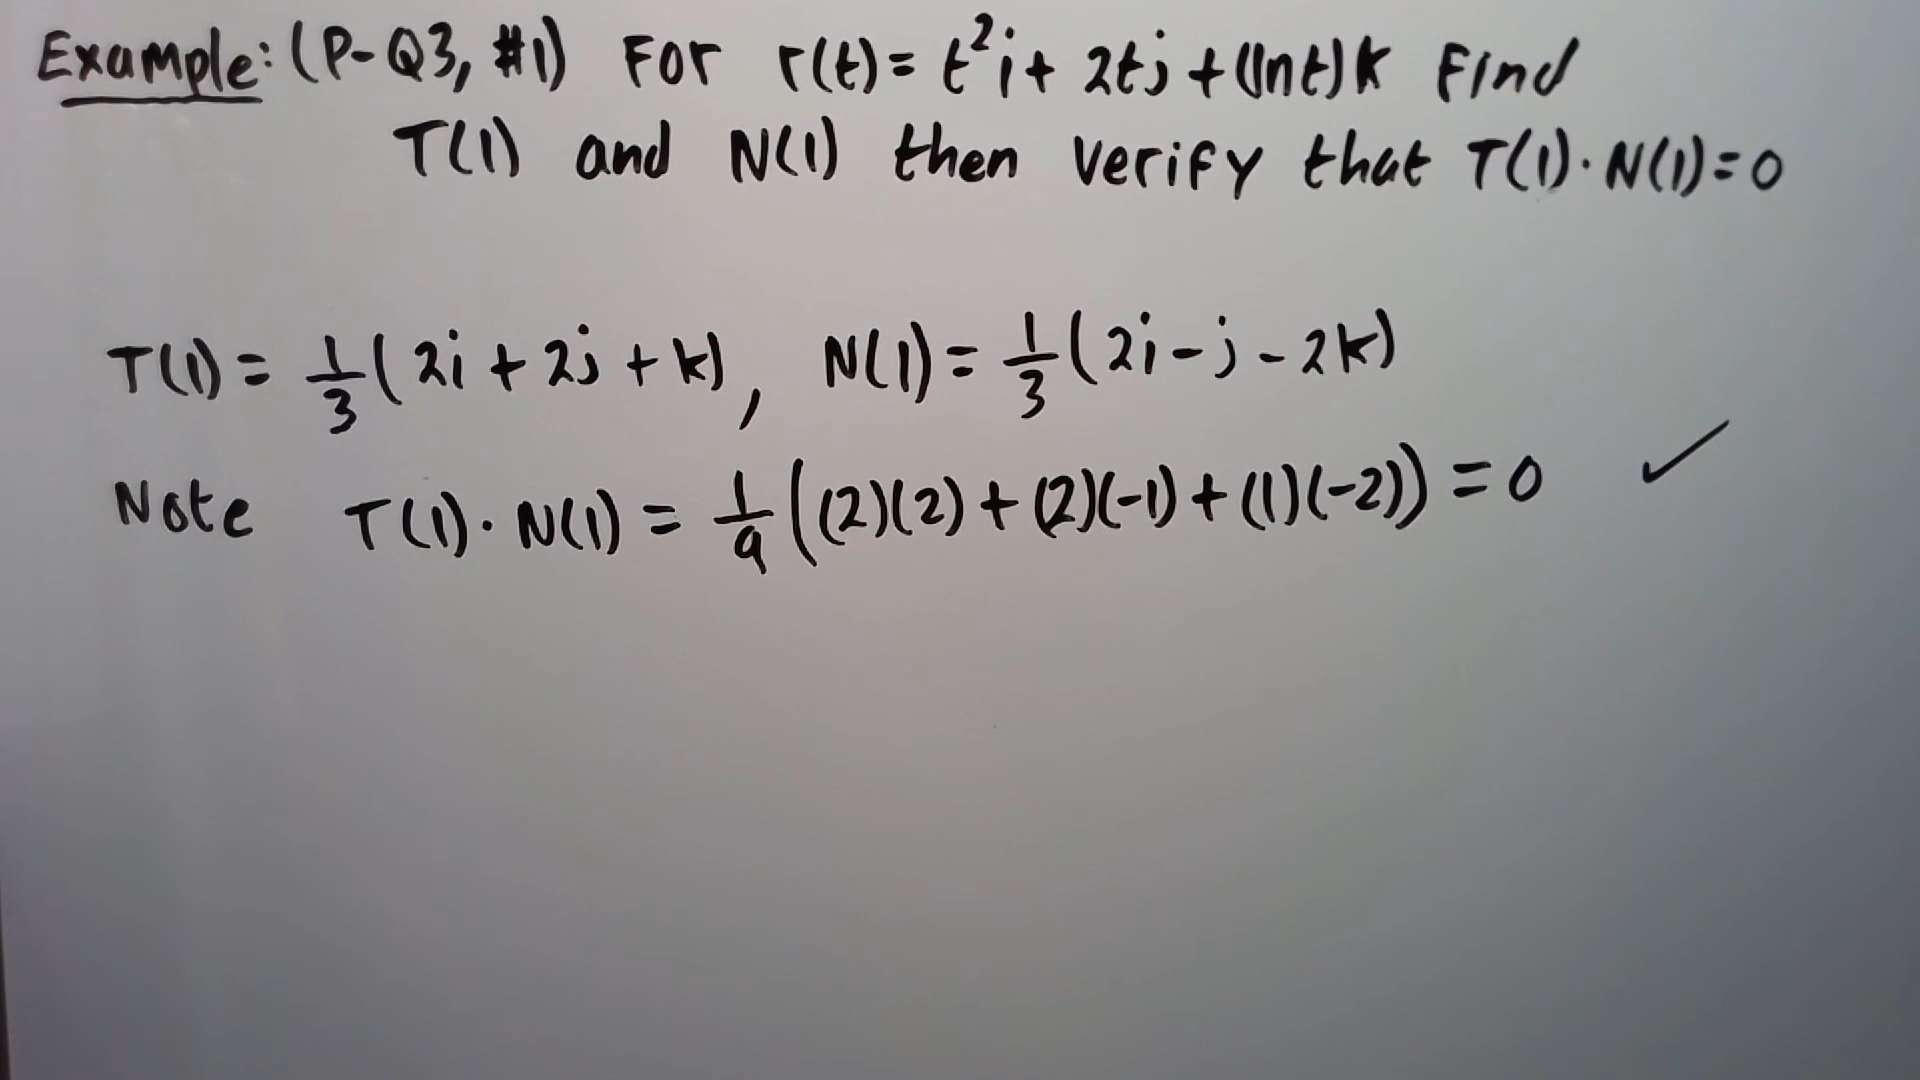 Example: (P-Q3, #1) For r(t) = t²i + 2tj + (lnt)k Find
T(1) and N(1) then verify that T(1)·N(1)=0
T(1) = 1/3 (2i + 2j + k), N(1) = 1/3 (2i - j - 2k)
Note T(1)·N(1) = 1/9 ((2)(2) + (2)(-1) + (1)(-2)) = 0 ✓